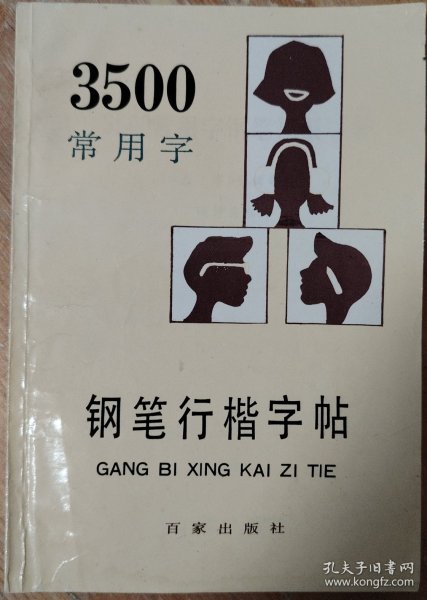 3500
常用字
钢笔行楷字帖
GANG BI XING KAI ZI TIE
百家出版社
孔夫子旧书网
www.kongfz.com